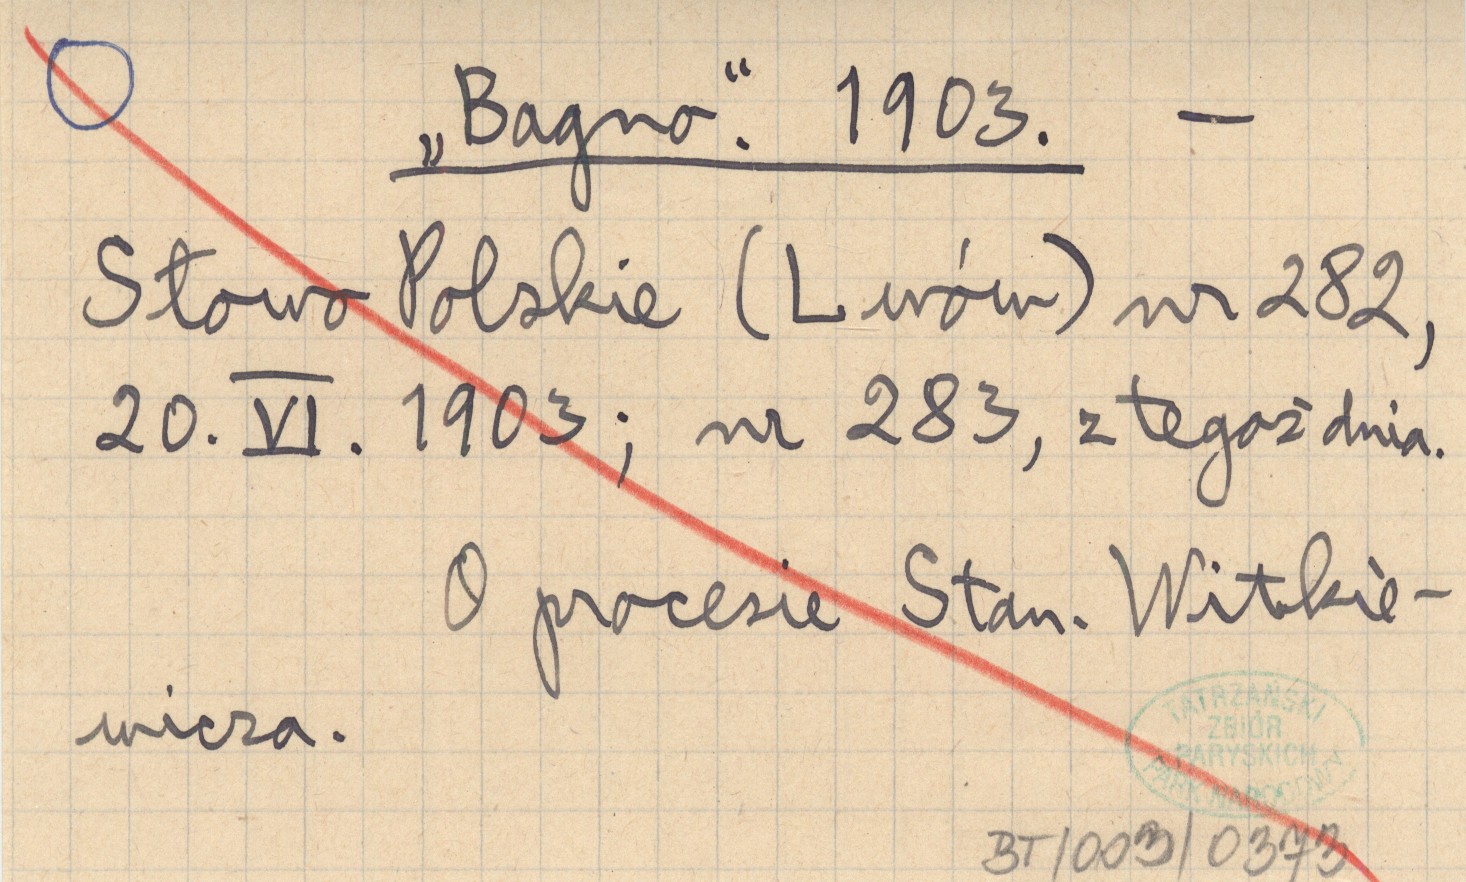 „Bagno“. 1903. —
Słowo Polskie (Lwów) nr 282,
20. VI. 1903; nr 283, z tegoż dnia.
O procesie Stan. Witkie-
wicza.
TATRZAŃSKI
ZBIÓR
PARYSKICH
PARK NARODOWY
BT/003/0373